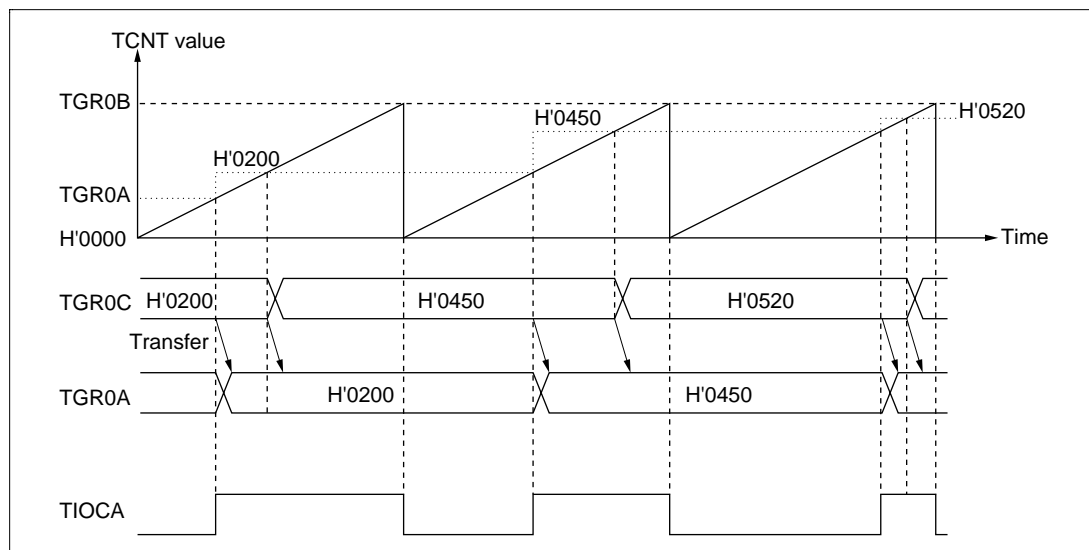 TCNT value
TGR0B
H'0450
H'0520
H'0200
TGR0A
H'0000
Time
TGR0C
H'0200
H'0450
H'0520
Transfer
TGR0A
H'0200
H'0450
TIOCA